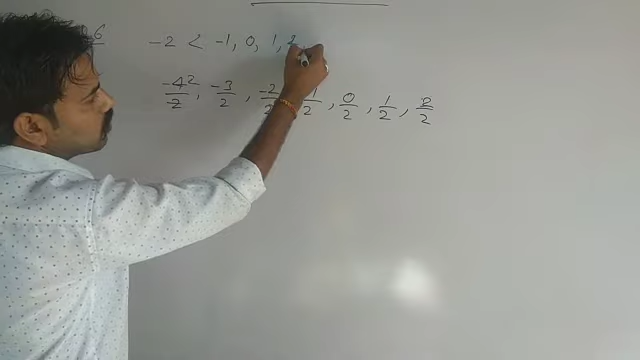 6
-2 < -1, 0, 1, 2
-4/2, -3/2, -2/2, 1/2, 0/2, 1/2, 2/2